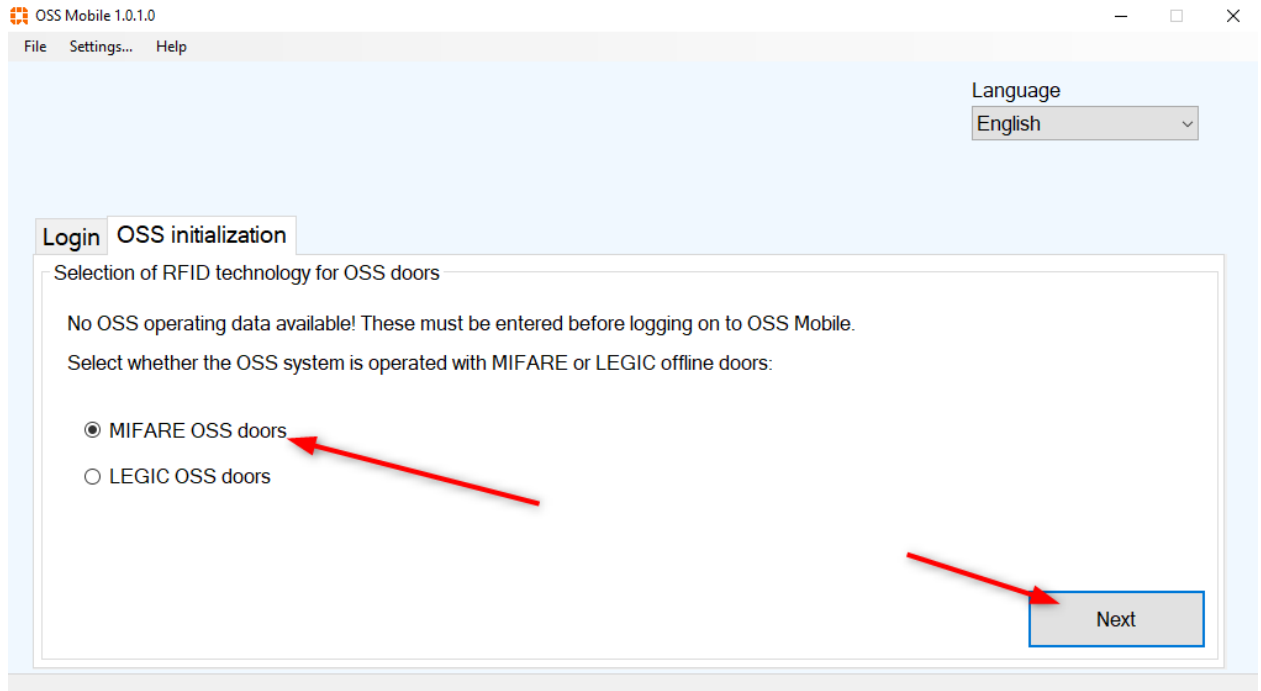 OSS Mobile 1.0.1.0
File Settings... Help
Language
English
Login OSS initialization
Selection of RFID technology for OSS doors
No OSS operating data available! These must be entered before logging on to OSS Mobile.
Select whether the OSS system is operated with MIFARE or LEGIC offline doors:
MIFARE OSS doors
LEGIC OSS doors
Next